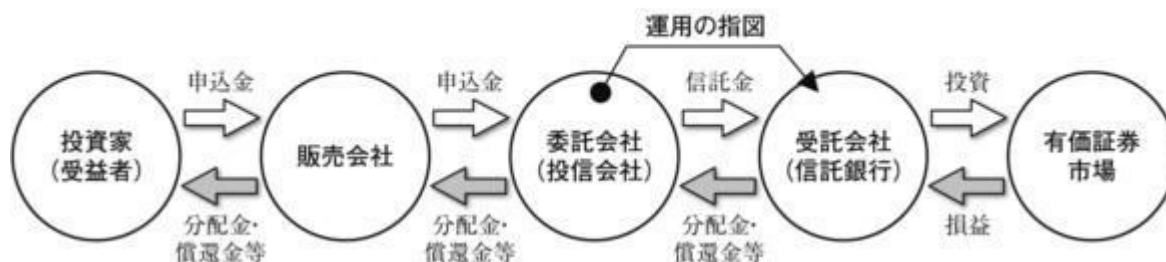 運用の指図
申込金
申込金
信託金
投資
投資家
(受益者)
販売会社
委託会社
(投信会社)
受託会社
(信託銀行)
有価証券
市場
分配金・
償還金等
分配金・
償還金等
分配金・
償還金等
損益